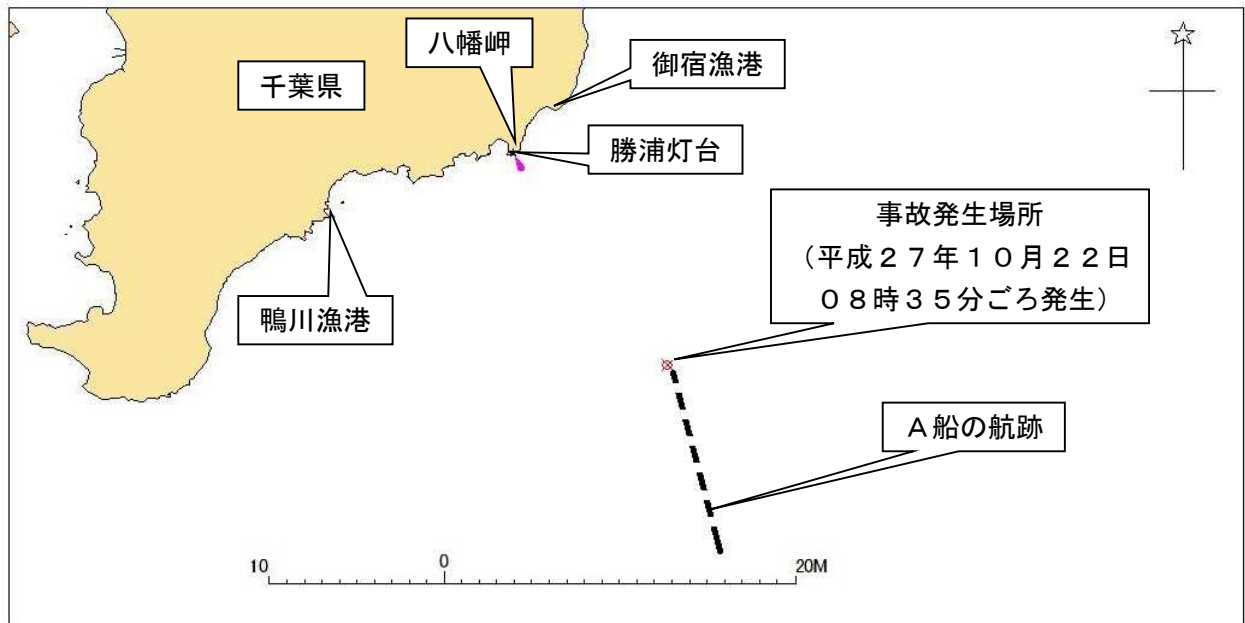 八幡岬
御宿漁港
千葉県
勝浦灯台
事故発生場所
（平成２７年１０月２２日
０８時３５分ごろ発生）
鴨川漁港
Ａ船の航跡
10 0 20M